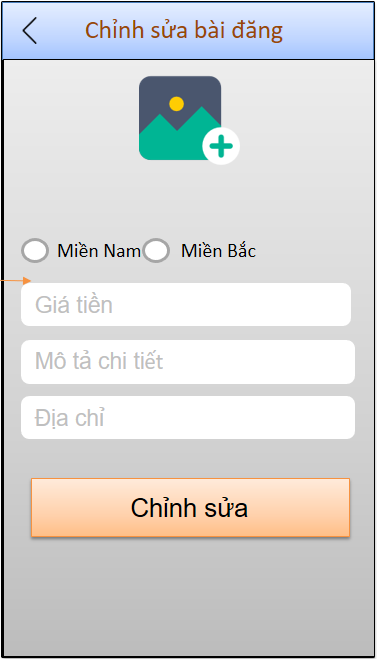 Chỉnh sửa bài đăng
Miền Nam Miền Bắc
Giá tiền
Mô tả chi tiết
Địa chỉ
Chỉnh sửa